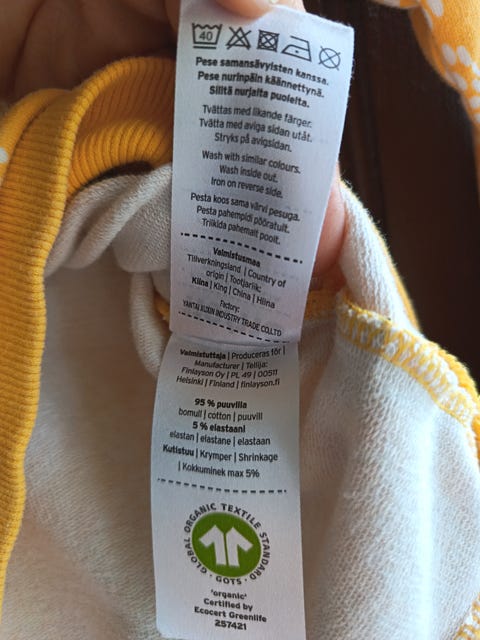 40
Pese samansävyisten kanssa.
Pese nurinpäin käännettynä.
Silitä nurjalta puolelta.
Tvättas med likande färger.
Tvätta med aviga sidan utåt.
Stryks på avigsidan.
Wash with similar colours.
Wash inside out.
Iron on reverse side.
Pesta koos sama värvi pesuga.
Pesta pahempidi pööratult.
Triikida pahemalt poolt.
Valmistusmaa
Tillverkningsland | Country of
origin | Tootjariik:
Kiina | King | China | Hiina
Factory:
YANTAI XUXIN INDUSTRY TRADE CO.,LTD
Valmistuttaja | Produceras för |
Manufacturer | Tellija:
Finlayson Oy | PL 49 | 00511
Helsinki | Finland | finlayson.fi
95 % puuvilla
bomull | cotton | puuvill
5 % elastaani
elastan | elastane | elastaan
Kutistuu | Krymper | Shrinkage
| Kokkuminek max 5%
GLOBAL ORGANIC TEXTILE STANDARD
· GOTS ·
'organic'
Certified by
Ecocert Greenlife
257421